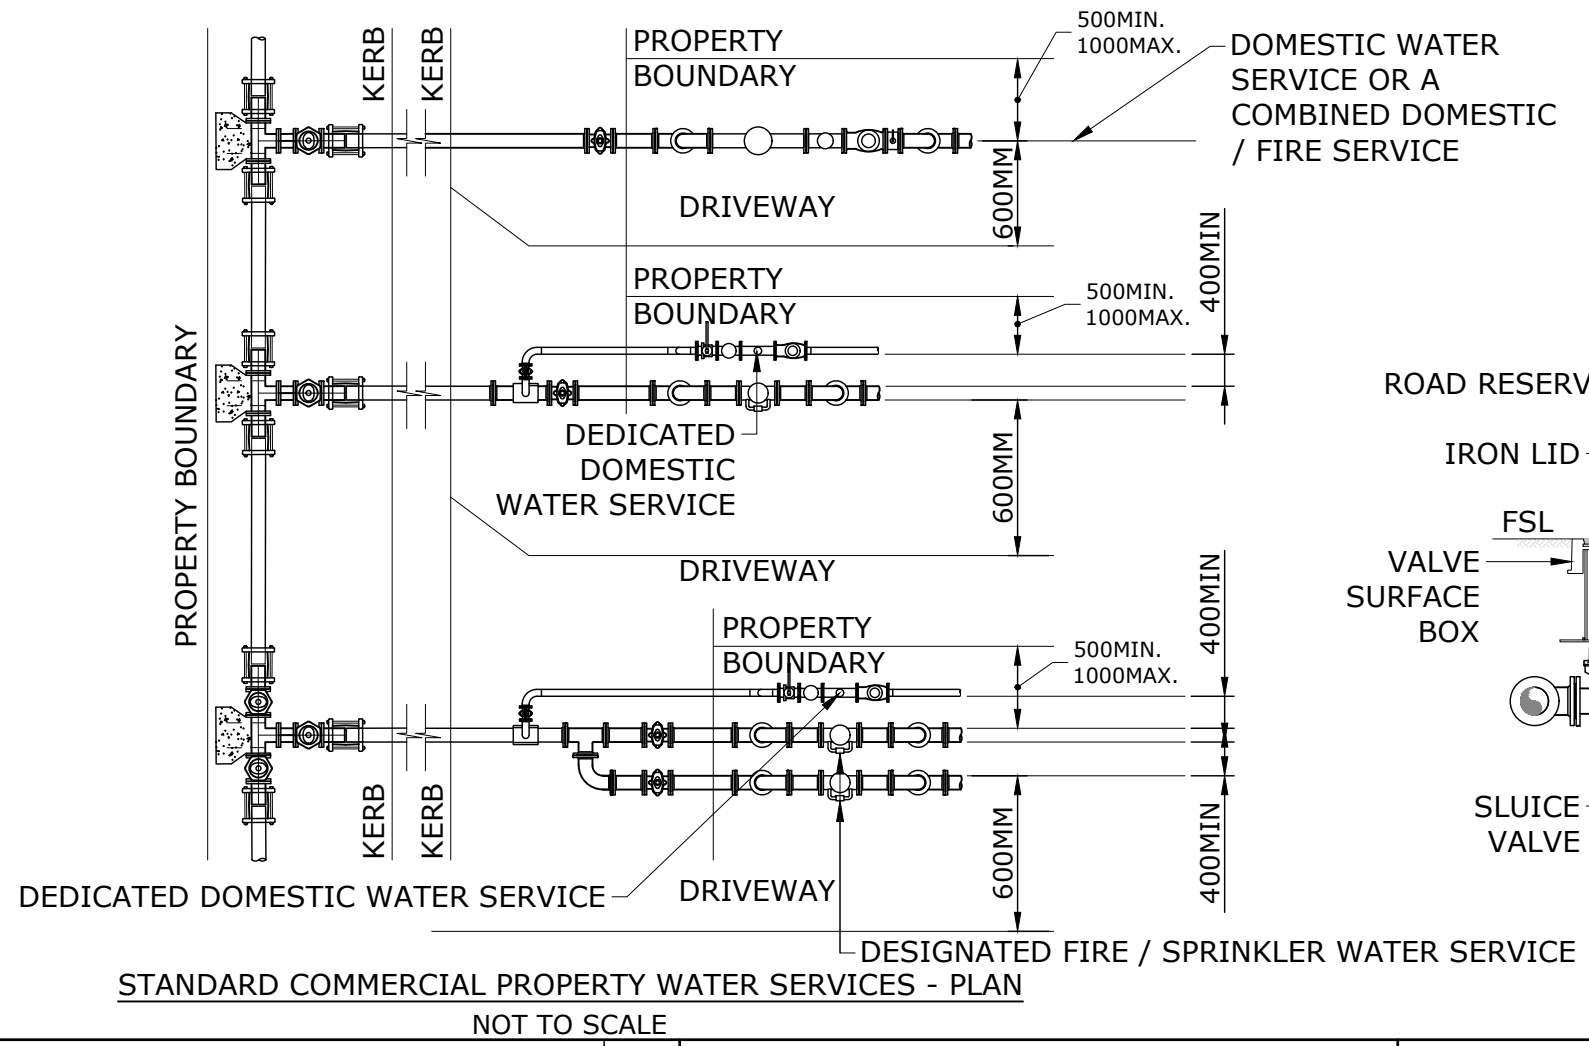 KERB
KERB
PROPERTY
BOUNDARY
500MIN.
1000MAX.
DOMESTIC WATER
SERVICE OR A
COMBINED DOMESTIC
/ FIRE SERVICE
600MM
DRIVEWAY
PROPERTY
BOUNDARY
500MIN.
1000MAX.
400MIN
PROPERTY BOUNDARY
DEDICATED
DOMESTIC
WATER SERVICE
600MM
DRIVEWAY
ROAD RESERV
IRON LID
FSL
VALVE
SURFACE
BOX
PROPERTY
BOUNDARY
500MIN.
1000MAX.
400MIN
KERB
KERB
600MM
400MIN
SLUICE
VALVE
DEDICATED DOMESTIC WATER SERVICE
DRIVEWAY
DESIGNATED FIRE / SPRINKLER WATER SERVICE
STANDARD COMMERCIAL PROPERTY WATER SERVICES - PLAN
NOT TO SCALE